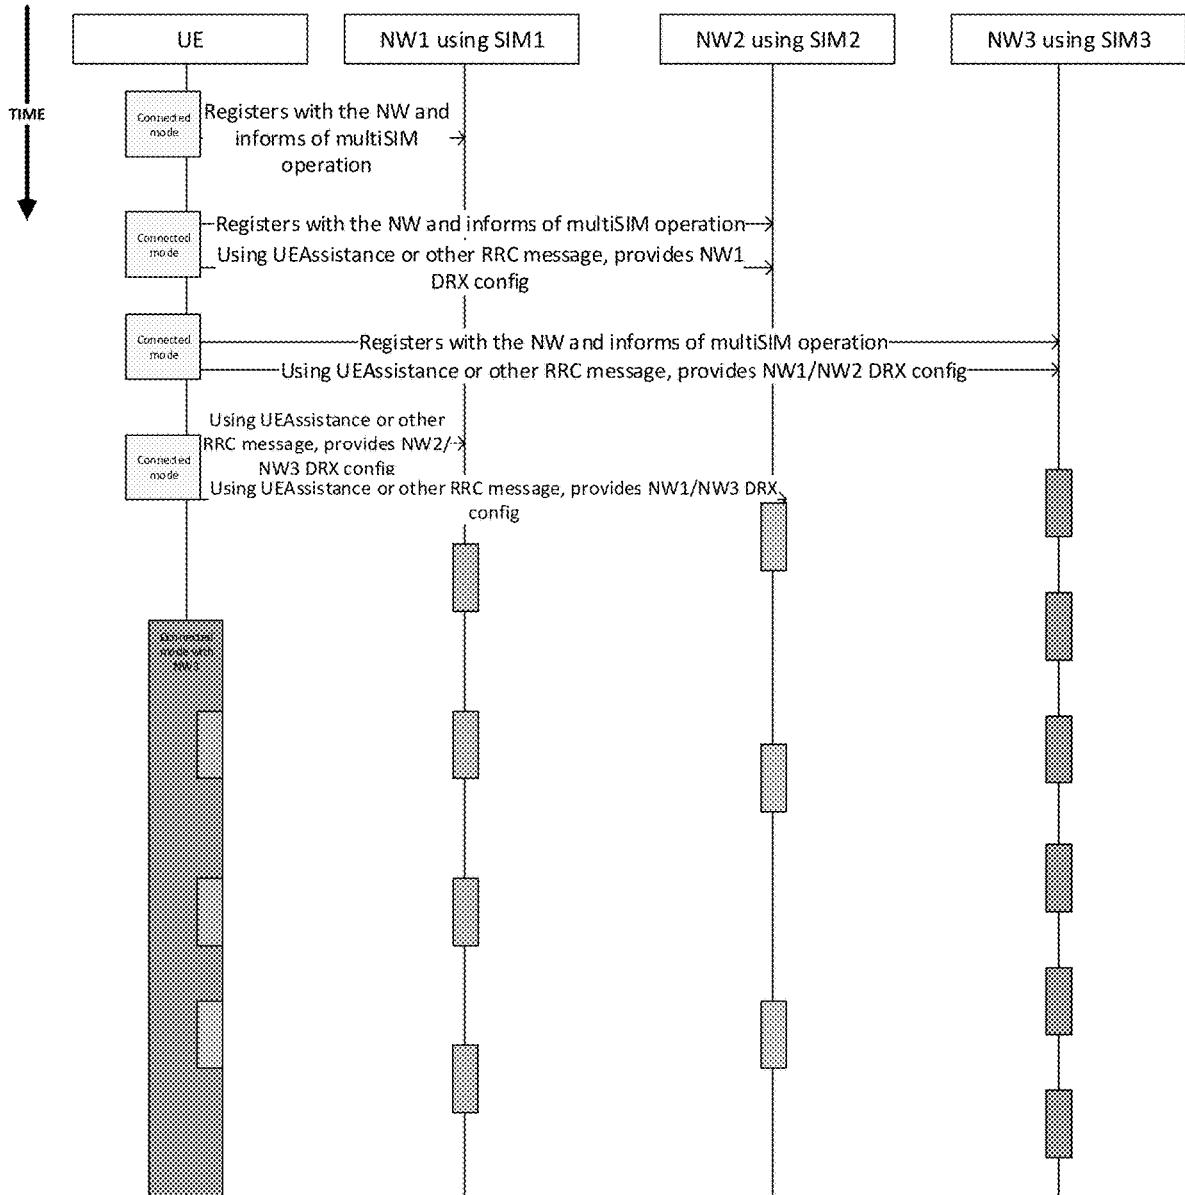 UE
NW1 using SIM1
NW2 using SIM2
NW3 using SIM3
TIME
Connected
mode
Registers with the NW and
informs of multiSIM
operation
Connected
mode
Registers with the NW and informs of multiSIM operation
Using UEAssistance or other RRC message, provides NW1
DRX config
Connected
mode
Registers with the NW and informs of multiSIM operation
Using UEAssistance or other RRC message, provides NW1/NW2 DRX config
Connected
mode
Using UEAssistance or other
RRC message, provides NW2/
NW3 DRX config
Using UEAssistance or other RRC message, provides NW1/NW3 DRX
config
Connected
mode with